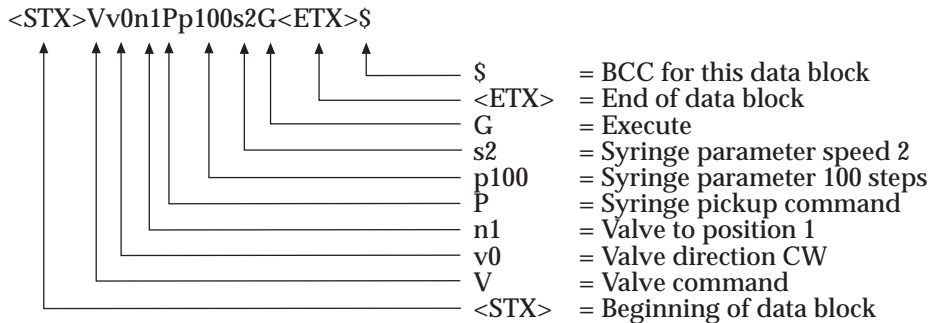 <STX>Vv0n1Pp100s2G<ETX>$
$ = BCC for this data block
<ETX> = End of data block
G = Execute
s2 = Syringe parameter speed 2
p100 = Syringe parameter 100 steps
P = Syringe pickup command
n1 = Valve to position 1
v0 = Valve direction CW
V = Valve command
<STX> = Beginning of data block